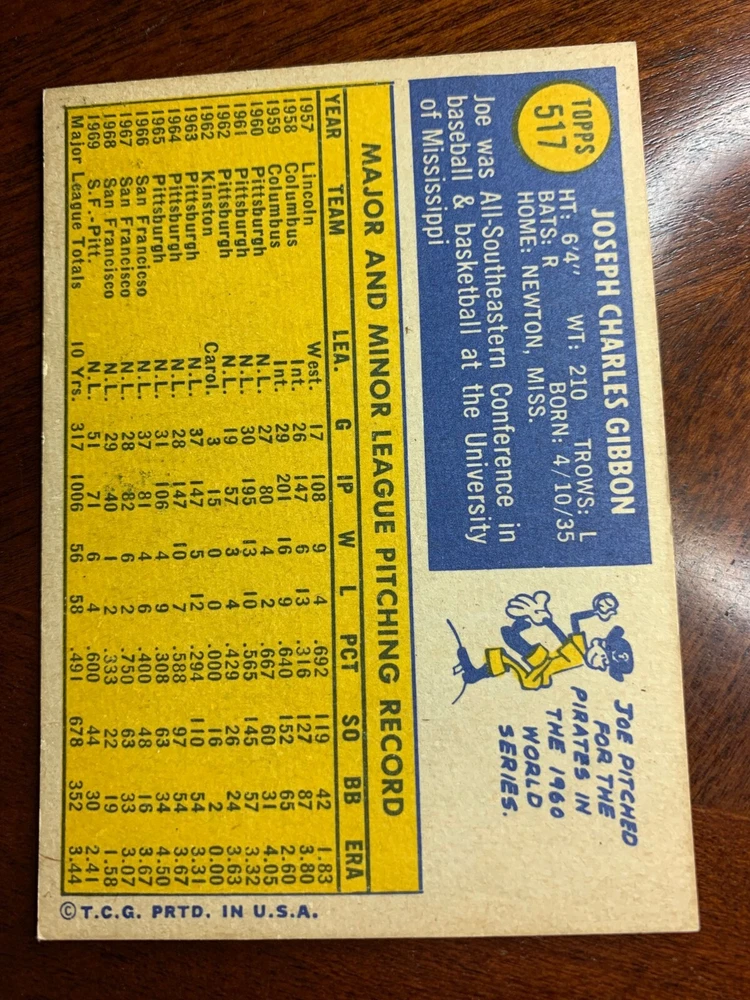 TOPPS
517
JOSEPH CHARLES GIBBON
HT: 6'4" WT: 210 TROWS: L
BATS: R BORN: 4/10/35
HOME: NEWTON, MISS.
Joe was All-Southeastern Conference in
baseball & basketball at the University
of Mississippi
JOE PITCHED
FOR THE
PIRATES IN
THE 1960
WORLD
SERIES.
MAJOR AND MINOR LEAGUE PITCHING RECORD
YEAR TEAM LEA. G IP W L PCT SO BB ERA
1957 Lincoln West. 17 108 9 4 .692 119 42 1.83
1958 Columbus Int. 26 147 6 13 .316 127 87 3.80
1959 Columbus Int. 29 201 16 9 .640 152 65 2.60
1960 Pittsburgh N.L. 27 80 4 2 .667 60 31 4.05
1961 Pittsburgh N.L. 30 195 13 10 .565 145 57 3.32
1962 Pittsburgh N.L. 19 57 3 4 .429 26 24 3.63
1962 Kinston Carol. 3 15 0 0 .000 16 2 0.00
1963 Pittsburgh N.L. 37 147 5 12 .294 110 54 3.31
1964 Pittsburgh N.L. 28 147 10 7 .588 97 54 3.67
1965 Pittsburgh N.L. 31 106 4 9 .308 63 34 4.50
1966 San Francicso N.L. 37 81 4 6 .400 48 16 3.67
1967 San Francisco N.L. 28 82 6 2 .750 63 33 3.07
1968 San Francisco N.L. 29 40 1 2 .333 22 19 1.58
1969 S.F.-Pitt. N.L. 51 71 6 4 .600 44 30 2.41
Major League Totals 10 Yrs. 317 1006 56 58 .491 678 352 3.44
© T.C.G. PRTD. IN U.S.A.